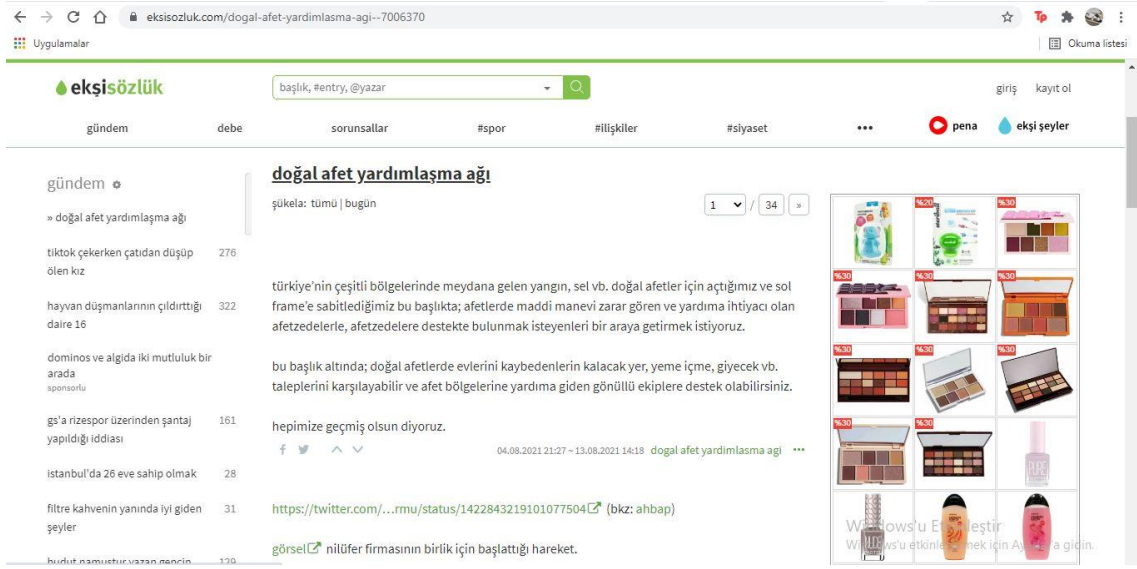 eksisozluk.com/dogal-afet-yardimlasma-agi--7006370
Uygulamalar
Okuma listesi
ekşisözlük
başlık, #entry, @yazar
giriş kayıt ol
gündem debe sorunsallar #spor #ilişkiler #siyaset ••• pena ekşi şeyler
gündem
» doğal afet yardımlaşma ağı
tiktok çekerken çatıdan düşüp 276
ölen kız
hayvan düşmanlarının çıldırttığı 322
daire 16
dominos ve algida iki mutluluk bir
arada
sponsorlu
gs'a rizespor üzerinden şantaj 161
yapıldığı iddiası
istanbul'da 26 eve sahip olmak 28
filtre kahvenin yanında iyi giden 31
şeyler
hudut namustur yazan gencin 129
doğal afet yardımlaşma ağı
şükela: tümü | bugün
1 / 34 »
türkiye'nin çeşitli bölgelerinde meydana gelen yangın, sel vb. doğal afetler için açtığımız ve sol
frame'e sabitlediğimiz bu başlıkta; afetlerde maddi manevi zarar gören ve yardıma ihtiyacı olan
afetzedelerle, afetzedelere destekte bulunmak isteyenleri bir araya getirmek istiyoruz.
bu başlık altında; doğal afetlerde evlerini kaybedenlerin kalacak yer, yeme içme, giyecek vb.
taleplerini karşılayabilir ve afet bölgelerine yardıma giden gönüllü ekiplere destek olabilirsiniz.
hepimize geçmiş olsun diyoruz.
04.08.2021 21:27 ~ 13.08.2021 14:18 dogal afet yardimlasma agi •••
https://twitter.com/...rmu/status/1422843219101077504 (bkz: ahbap)
görsel nilüfer firmasının birlik için başlattığı hareket.
%20 %30
%30 %30 %30
%30 %30 %30
%30 %30
PURE